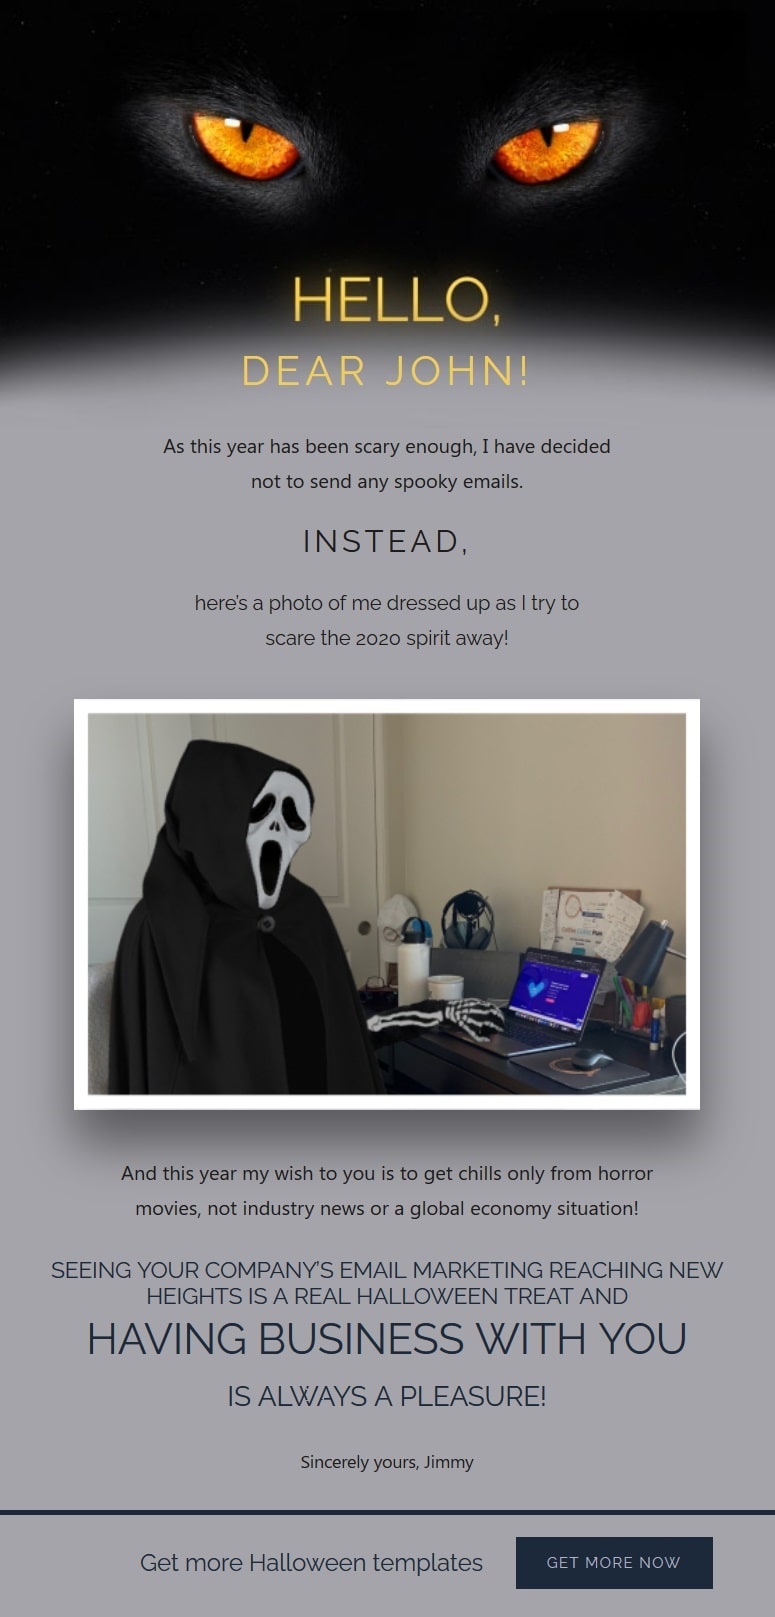 HELLO,
DEAR JOHN!
As this year has been scary enough, I have decided
not to send any spooky emails.
INSTEAD,
here's a photo of me dressed up as I try to
scare the 2020 spirit away!
And this year my wish to you is to get chills only from horror
movies, not industry news or a global economy situation!
SEEING YOUR COMPANY'S EMAIL MARKETING REACHING NEW
HEIGHTS IS A REAL HALLOWEEN TREAT AND
HAVING BUSINESS WITH YOU
IS ALWAYS A PLEASURE!
Sincerely yours, Jimmy
Get more Halloween templates
GET MORE NOW